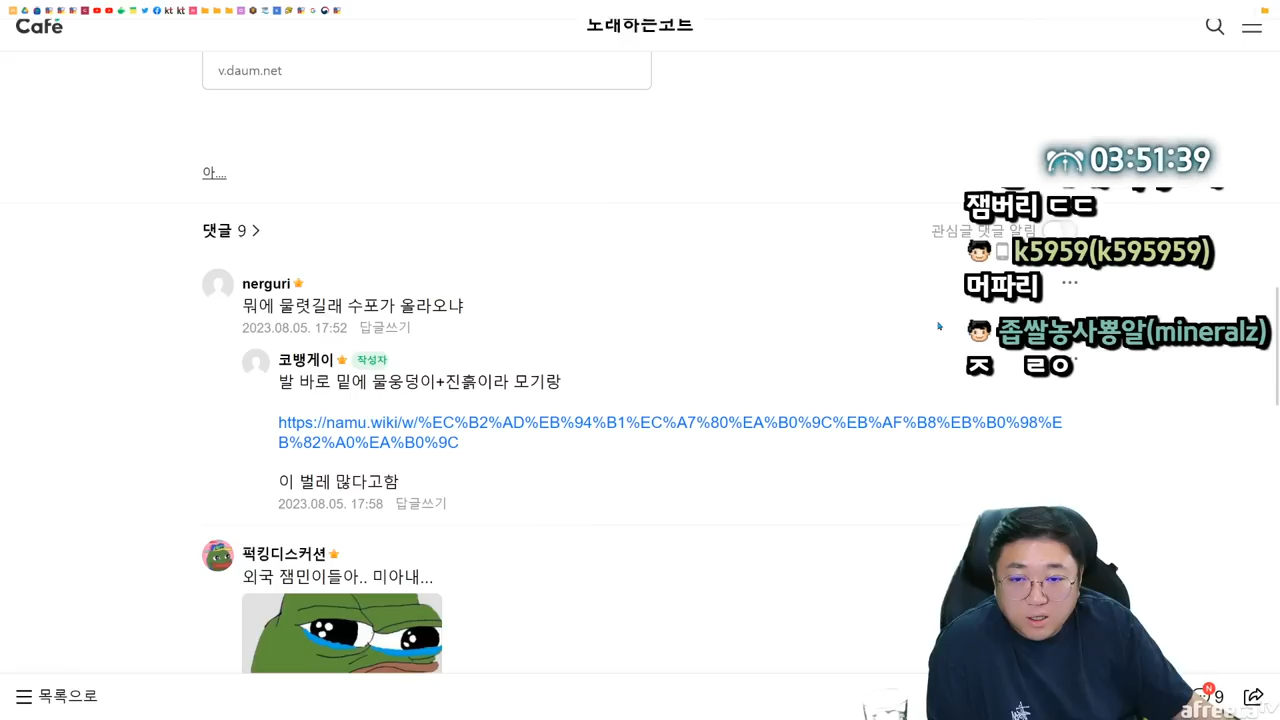 Cafe
노래하는코트
v.daum.net
아....
03:51:39
잼버리 ㄷㄷ
댓글 9
관심글 댓글 알림
k5959(k595959)
머파리
nerguri
뭐에 물렷길래 수포가 올라오냐
2023.08.05. 17:52 답글쓰기
좁쌀농사뿅알(mineralz)
ㅈ ㄹㅇ
코뱅게이 작성자
발 바로 밑에 물웅덩이+진흙이라 모기랑
https://namu.wiki/w/%EC%B2%AD%EB%94%B1%EC%A7%80%EA%B0%9C%EB%AF%B8%EB%B0%98%E
B%82%A0%EA%B0%9C
이 벌레 많다고함
2023.08.05. 17:58 답글쓰기
퍽킹디스커션
외국 잼민이들아.. 미아내...
목록으로
9
afreecaTV